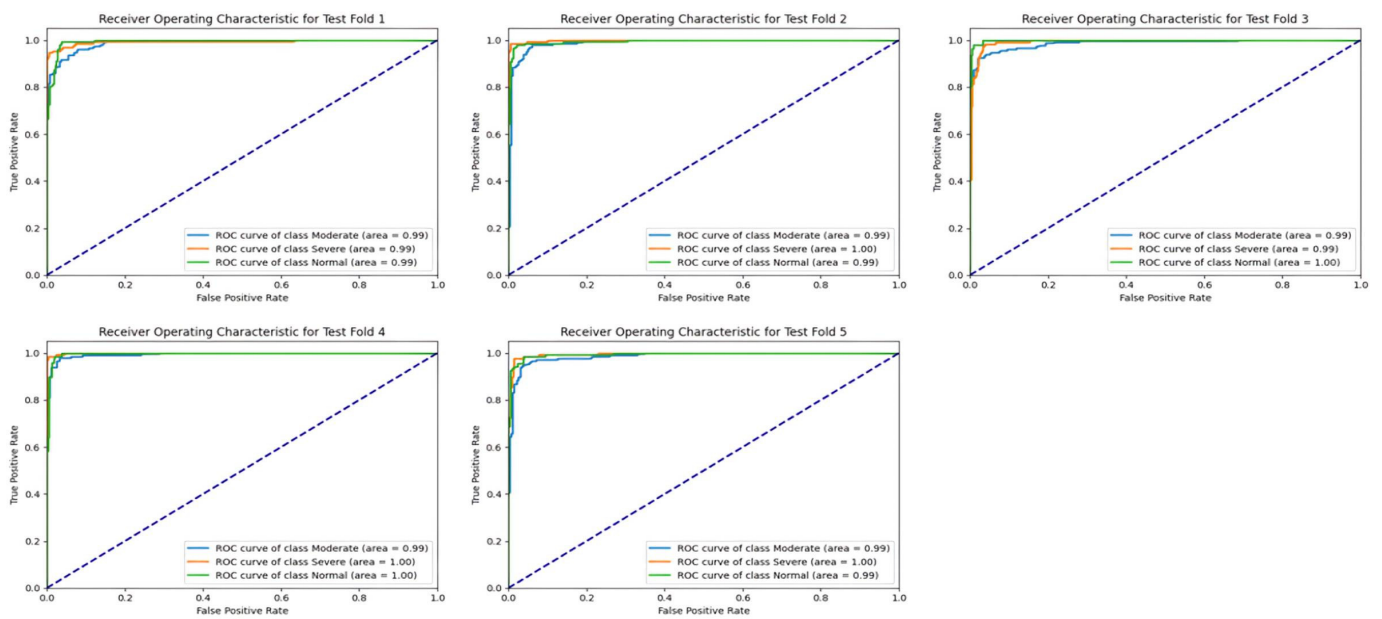 Receiver Operating Characteristic for Test Fold 1
1.0
0.8
0.6
0.4
0.2
0.0
True Positive Rate
ROC curve of class Moderate (area = 0.99)
ROC curve of class Severe (area = 0.99)
ROC curve of class Normal (area = 0.99)
0.0 0.2 0.4 0.6 0.8 1.0
False Positive Rate
Receiver Operating Characteristic for Test Fold 2
1.0
0.8
0.6
0.4
0.2
0.0
True Positive Rate
ROC curve of class Moderate (area = 0.99)
ROC curve of class Severe (area = 1.00)
ROC curve of class Normal (area = 0.99)
0.0 0.2 0.4 0.6 0.8 1.0
False Positive Rate
Receiver Operating Characteristic for Test Fold 3
1.0
0.8
0.6
0.4
0.2
0.0
True Positive Rate
ROC curve of class Moderate (area = 0.99)
ROC curve of class Severe (area = 0.99)
ROC curve of class Normal (area = 1.00)
0.0 0.2 0.4 0.6 0.8 1.0
False Positive Rate
Receiver Operating Characteristic for Test Fold 4
1.0
0.8
0.6
0.4
0.2
0.0
True Positive Rate
ROC curve of class Moderate (area = 0.99)
ROC curve of class Severe (area = 1.00)
ROC curve of class Normal (area = 1.00)
0.0 0.2 0.4 0.6 0.8 1.0
False Positive Rate
Receiver Operating Characteristic for Test Fold 5
1.0
0.8
0.6
0.4
0.2
0.0
True Positive Rate
ROC curve of class Moderate (area = 0.99)
ROC curve of class Severe (area = 1.00)
ROC curve of class Normal (area = 0.99)
0.0 0.2 0.4 0.6 0.8 1.0
False Positive Rate